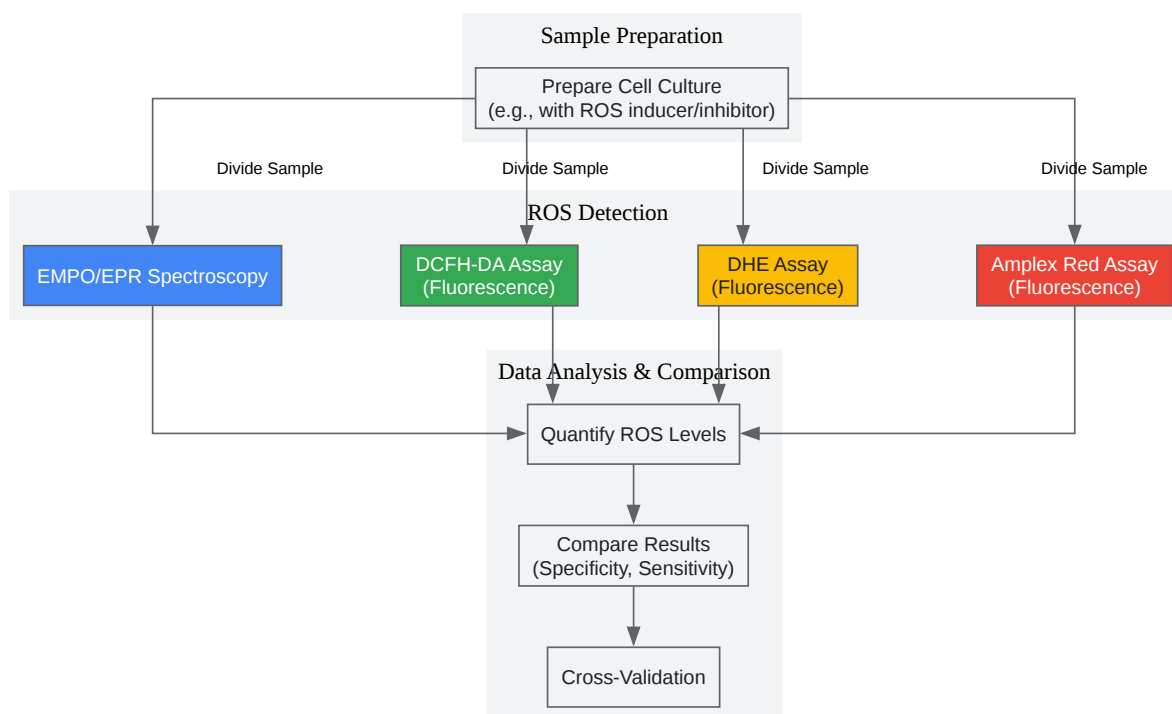 Sample Preparation
Prepare Cell Culture
(e.g., with ROS inducer/inhibitor)
Divide Sample
Divide Sample
Divide Sample
Divide Sample
ROS Detection
EMPO/EPR Spectroscopy
DCFH-DA Assay
(Fluorescence)
DHE Assay
(Fluorescence)
Amplex Red Assay
(Fluorescence)
Data Analysis & Comparison
Quantify ROS Levels
Compare Results
(Specificity, Sensitivity)
Cross-Validation